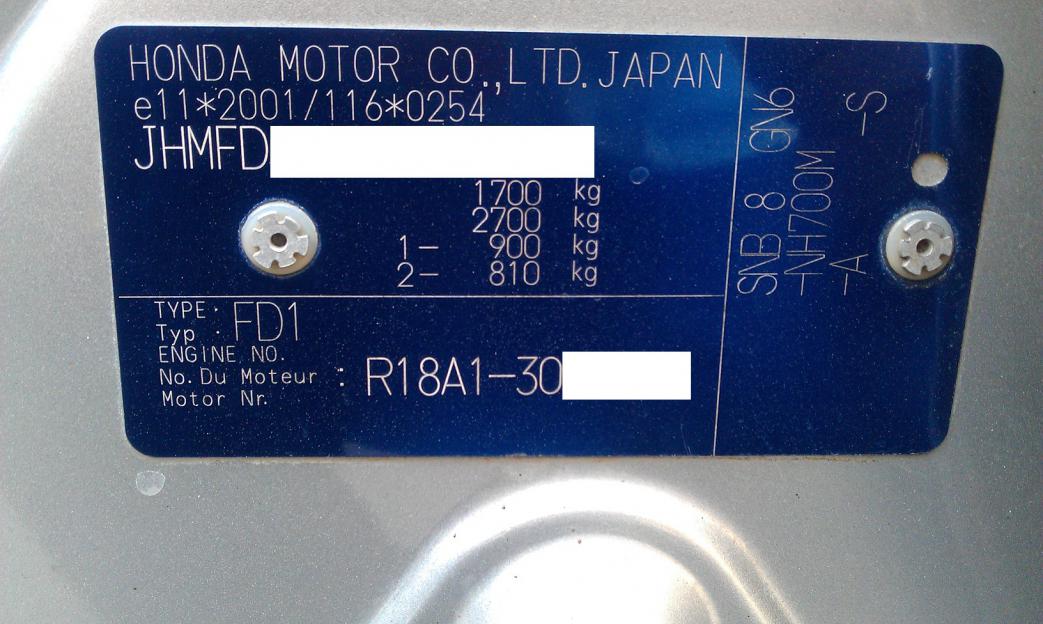 HONDA MOTOR CO.,LTD.JAPAN
e11*2001/116*0254
JHMFD
1700 kg
2700 kg
1- 900 kg
2- 810 kg
TYPE:
Typ : FD1
ENGINE NO.
No.Du Moteur : R18A1-30
Motor Nr.
SNB 8 GN6
-NH700M -S
-A